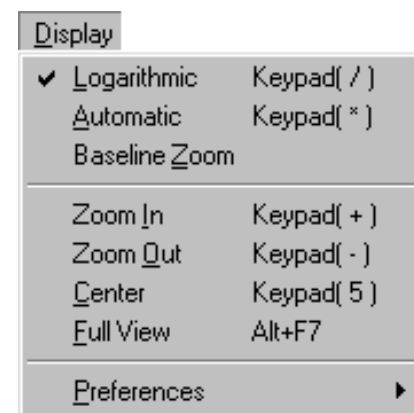 Display
Logarithmic Keypad( / )
Automatic Keypad( * )
Baseline Zoom
Zoom In Keypad( + )
Zoom Out Keypad( - )
Center Keypad( 5 )
Full View Alt+F7
Preferences